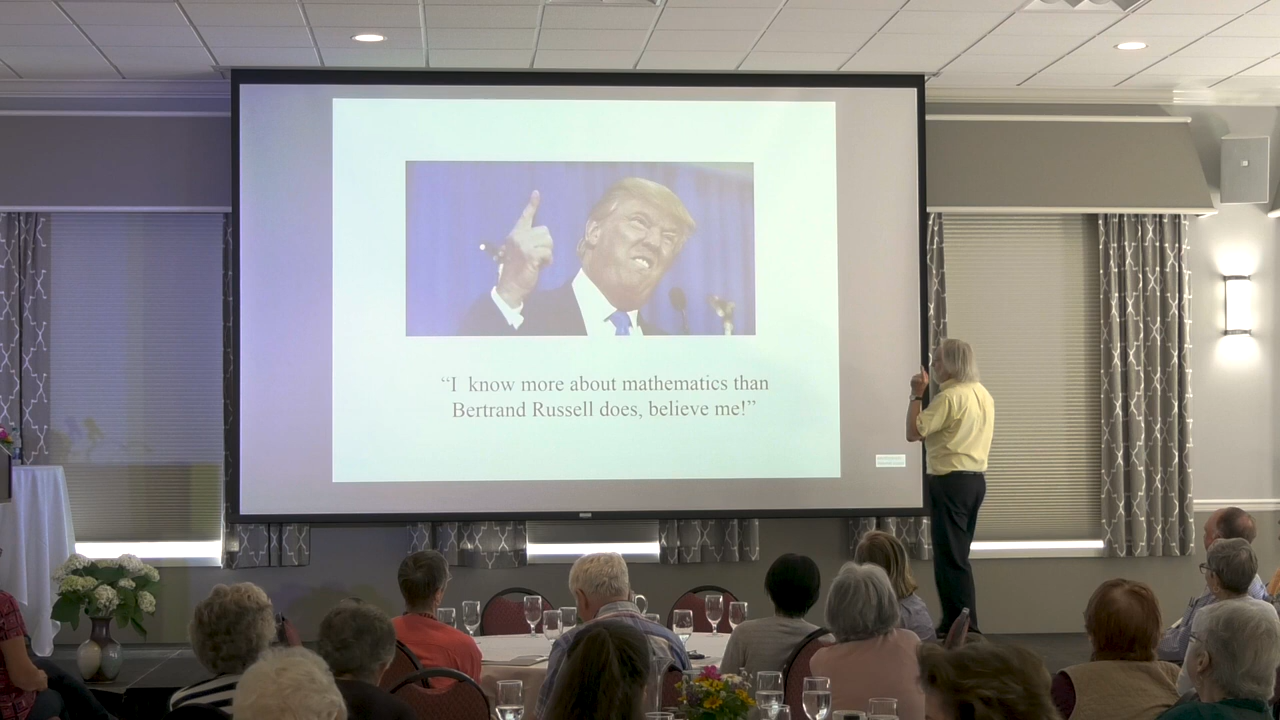 “I know more about mathematics than
Bertrand Russell does, believe me!”